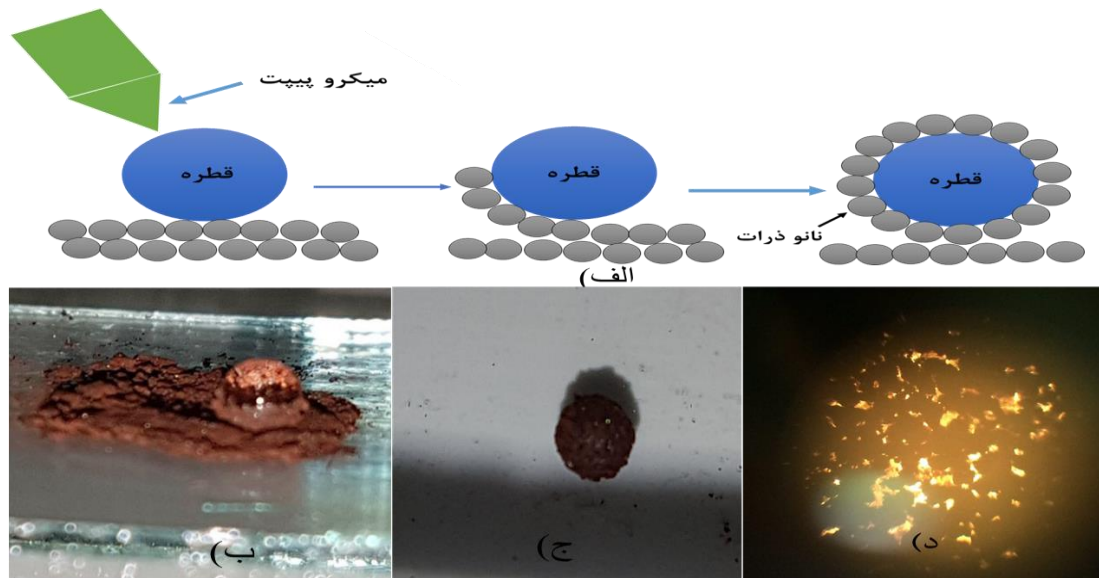 میکرو پیپت
قطره
قطره
قطره
نانو ذرات
الف)
ب)
ج)
د)